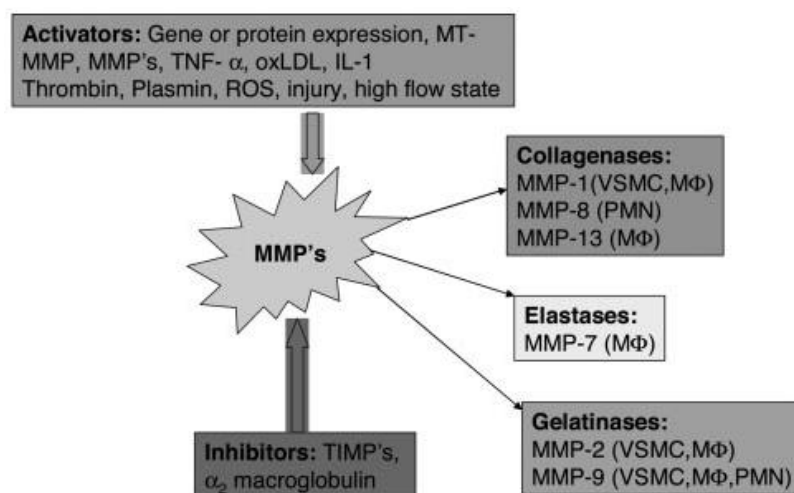 Activators: Gene or protein expression, MT-
MMP, MMP's, TNF- α, oxLDL, IL-1
Thrombin, Plasmin, ROS, injury, high flow state
MMP's
Collagenases:
MMP-1(VSMC,MΦ)
MMP-8 (PMN)
MMP-13 (MΦ)
Elastases:
MMP-7 (MΦ)
Gelatinases:
MMP-2 (VSMC,MΦ)
MMP-9 (VSMC,MΦ,PMN)
Inhibitors: TIMP's,
α₂ macroglobulin